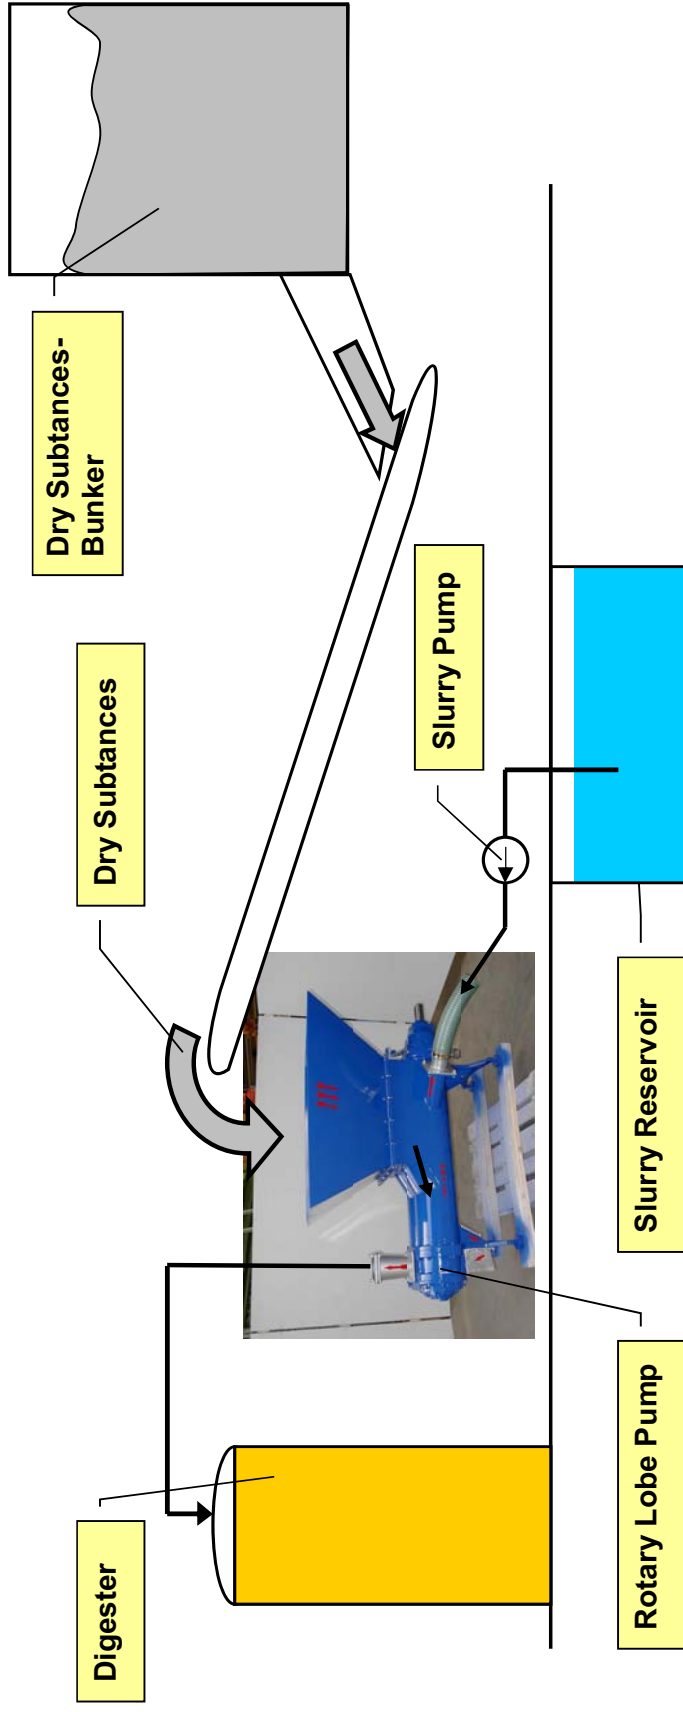 Digester
Dry Subtances
Dry Subtances-
Bunker
Slurry Pump
Rotary Lobe Pump
Slurry Reservoir